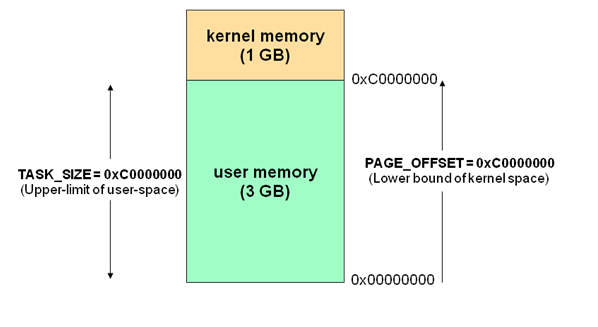 kernel memory
(1 GB)
0xC0000000
TASK_SIZE = 0xC0000000
(Upper-limit of user-space)
user memory
(3 GB)
PAGE_OFFSET = 0xC0000000
(Lower bound of kernel space)
0x00000000